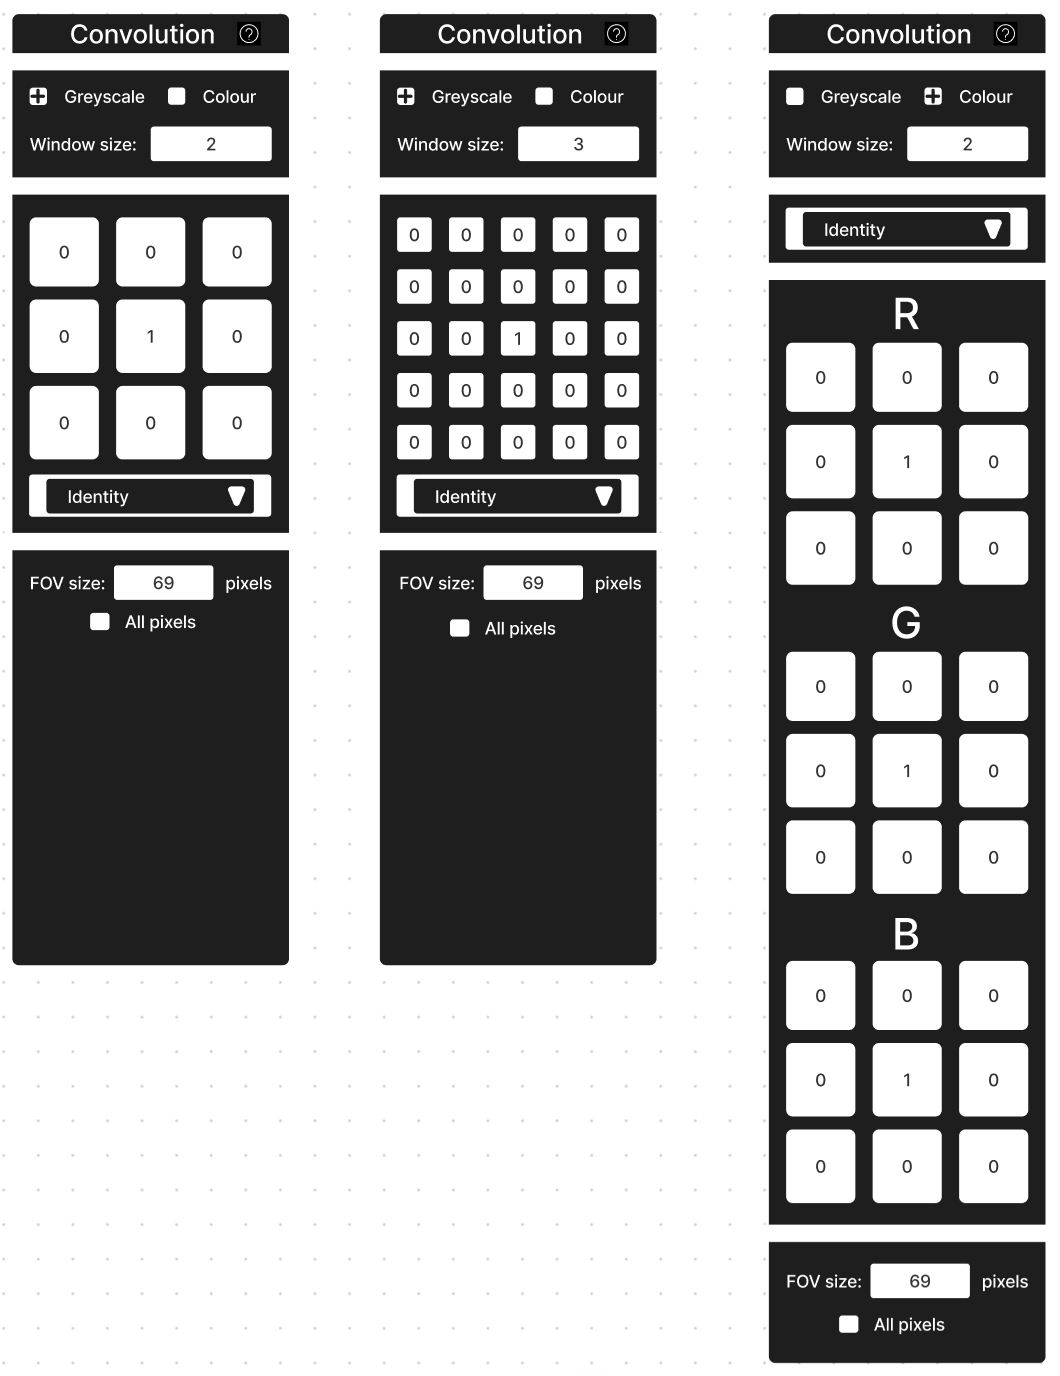 Convolution ?
Greyscale Colour
Window size: 2
0 0 0
0 1 0
0 0 0
Identity
FOV size: 69 pixels
All pixels
Convolution ?
Greyscale Colour
Window size: 3
0 0 0 0 0
0 0 0 0 0
0 0 1 0 0
0 0 0 0 0
0 0 0 0 0
Identity
FOV size: 69 pixels
All pixels
Convolution ?
Greyscale Colour
Window size: 2
Identity
R
0 0 0
0 1 0
0 0 0
G
0 0 0
0 1 0
0 0 0
B
0 0 0
0 1 0
0 0 0
FOV size: 69 pixels
All pixels